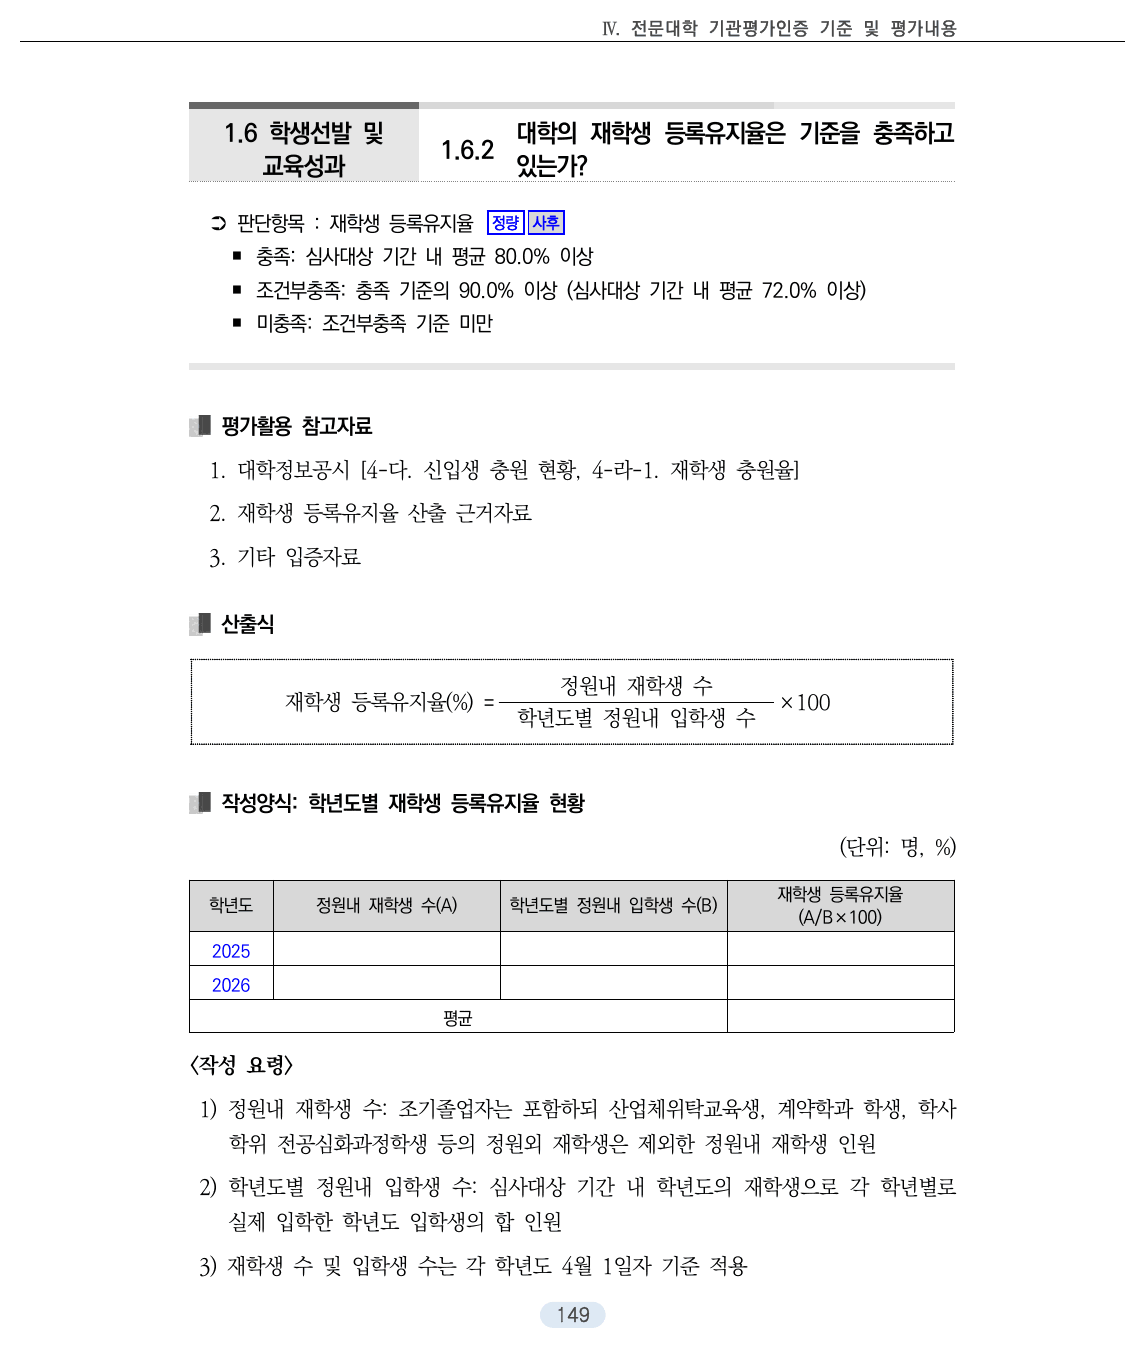 Ⅳ. 전문대학 기관평가인증 기준 및 평가내용
1.6 학생선발 및
교육성과
1.6.2
대학의 재학생 등록유지율은 기준을 충족하고
있는가?
➲ 판단항목 : 재학생 등록유지율 정량 사후
▪ 충족: 심사대상 기간 내 평균 80.0% 이상
▪ 조건부충족: 충족 기준의 90.0% 이상 (심사대상 기간 내 평균 72.0% 이상)
▪ 미충족: 조건부충족 기준 미만
평가활용 참고자료
1. 대학정보공시 [4-다. 신입생 충원 현황, 4-라-1. 재학생 충원율]
2. 재학생 등록유지율 산출 근거자료
3. 기타 입증자료
산출식
정원내 재학생 수
재학생 등록유지율(%) = ×100
학년도별 정원내 입학생 수
작성양식: 학년도별 재학생 등록유지율 현황
(단위: 명, %)
학년도 정원내 재학생 수(A) 학년도별 정원내 입학생 수(B) 재학생 등록유지율
(A/B×100)
2025
2026
평균
<작성 요령>
1) 정원내 재학생 수: 조기졸업자는 포함하되 산업체위탁교육생, 계약학과 학생, 학사
학위 전공심화과정학생 등의 정원외 재학생은 제외한 정원내 재학생 인원
2) 학년도별 정원내 입학생 수: 심사대상 기간 내 학년도의 재학생으로 각 학년별로
실제 입학한 학년도 입학생의 합 인원
3) 재학생 수 및 입학생 수는 각 학년도 4월 1일자 기준 적용
149